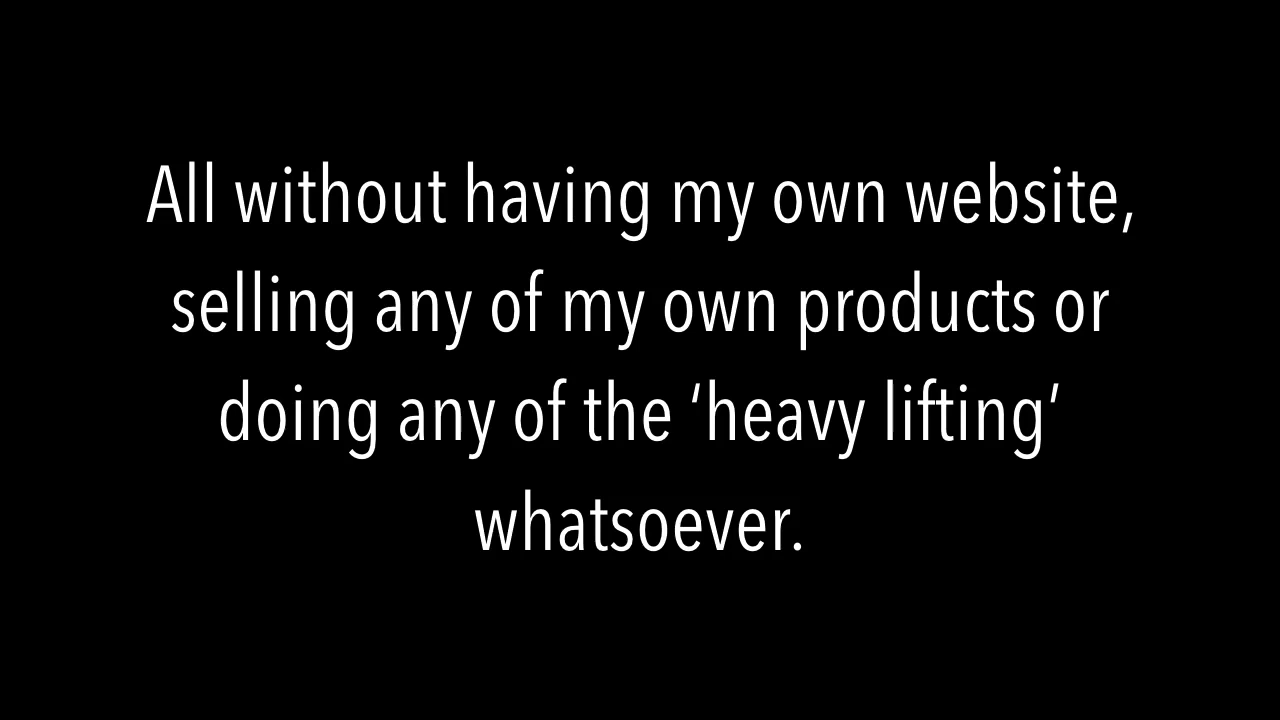 All without having my own website,
selling any of my own products or
doing any of the ‘heavy lifting’
whatsoever.